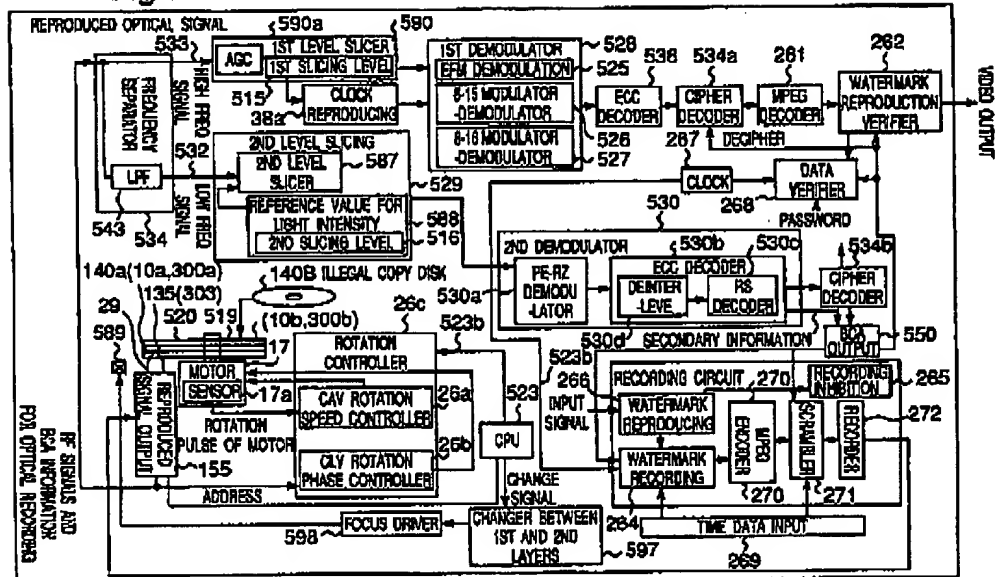 REPRODUCED OPTICAL SIGNAL
590a
590
533
AGC
1ST LEVEL SLICER
1ST SLICING LEVEL
515
38a
CLOCK
REPRODUCING
HIGH FREQ
SIGNAL
FREQUENCY
SEPARATOR
LPF
543
534
532
LOW FREQ
SIGNAL
2ND LEVEL SLICING
2ND LEVEL
SLICER
587
529
REFERENCE VALUE FOR
LIGHT INTENSITY
588
2ND SLICING LEVEL
516
1ST DEMODULATOR
528
EFM DEMODULATION
525
8-15 MODULATOR
-DEMODULATOR
526
8-16 MODULATOR
-DEMODULATOR
527
536
ECC
DECODER
534a
CIPHER
DECODER
261
MPEG
DECODER
262
WATERMARK
REPRODUCTION
VERIFIER
VIDEO OUTPUT
DECIPHER
267
CLOCK
DATA
VERIFIER
268
PASSWORD
530
2ND DEMODULATOR
530b
530c
534b
PE-RZ
DEMODU
-LATOR
530a
ECC DECODER
DEINTER
-LEVE
RS
DECODER
530d
CIPHER
DECODER
SECONDARY INFORMATION
BCA
OUTPUT
550
140a(10a,300a)
140B ILLEGAL COPY DISK
29
135(303)
520
519
(10b,300b)
589
17
MOTOR
SENSOR
17a
REPRODUCED
SIGNAL OUTPUT
155
ROTATION
PULSE OF MOTOR
ADDRESS
26c
523b
ROTATION
CONTROLLER
CAV ROTATION
SPEED CONTROLLER
26a
CLV ROTATION
PHASE CONTROLLER
26b
523
CPU
CHANGE
SIGNAL
523b
266
RECORDING CIRCUIT
270
RECORDING
INHIBITION
265
INPUT
SIGNAL
WATERMARK
REPRODUCING
WATERMARK
RECORDING
264
MPEG
ENCODER
270
SCRAMBLER
271
RECORDER
272
TIME DATA INPUT
269
FOCUS DRIVER
598
CHANGER BETWEEN
1ST AND 2ND
LAYERS
597
RF SIGNALS AND
BCA INFORMATION
FOR OPTICAL RECORDING